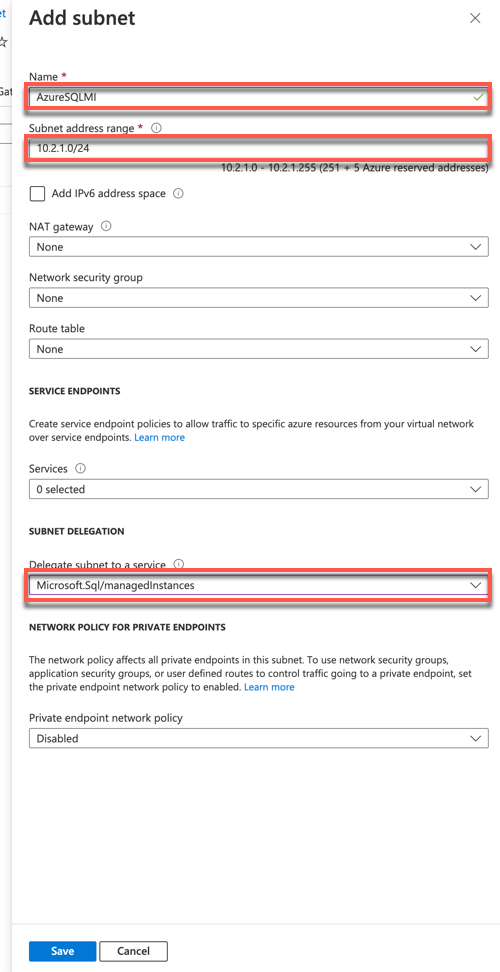 et
Add subnet
Name *
Gat
AzureSQLMI
Subnet address range *
10.2.1.0/24
10.2.1.0 - 10.2.1.255 (251 + 5 Azure reserved addresses)
Add IPv6 address space
NAT gateway
None
Network security group
None
Route table
None
SERVICE ENDPOINTS
Create service endpoint policies to allow traffic to specific azure resources from your virtual network
over service endpoints. Learn more
Services
0 selected
SUBNET DELEGATION
Delegate subnet to a service
Microsoft.Sql/managedInstances
NETWORK POLICY FOR PRIVATE ENDPOINTS
The network policy affects all private endpoints in this subnet. To use network security groups,
application security groups, or user defined routes to control traffic going to a private endpoint, set
the private endpoint network policy to enabled. Learn more
Private endpoint network policy
Disabled
Save
Cancel